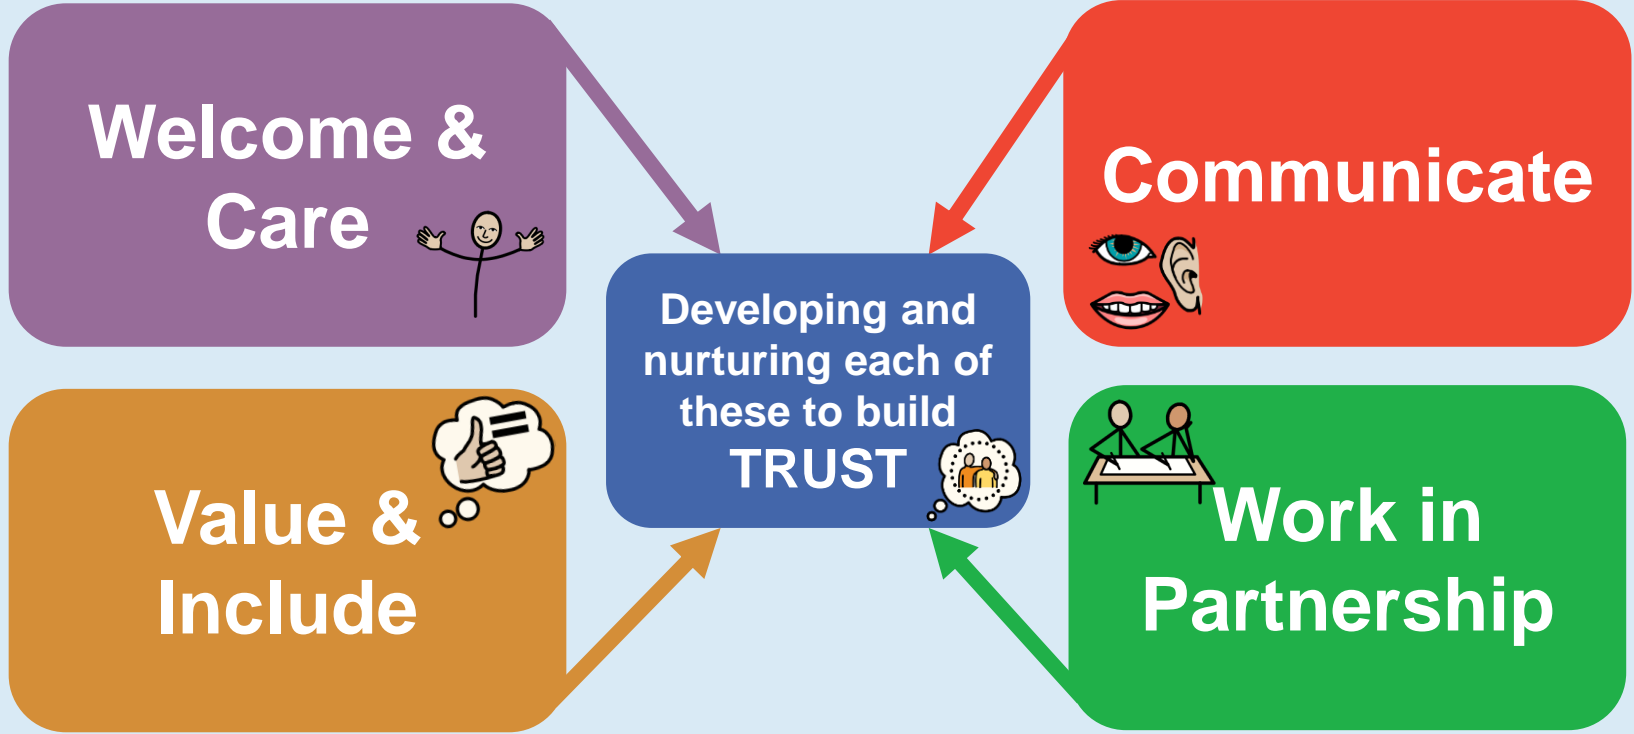 Welcome &
Care
Communicate
Developing and
nurturing each of
these to build
TRUST
Value &
Include
Work in
Partnership